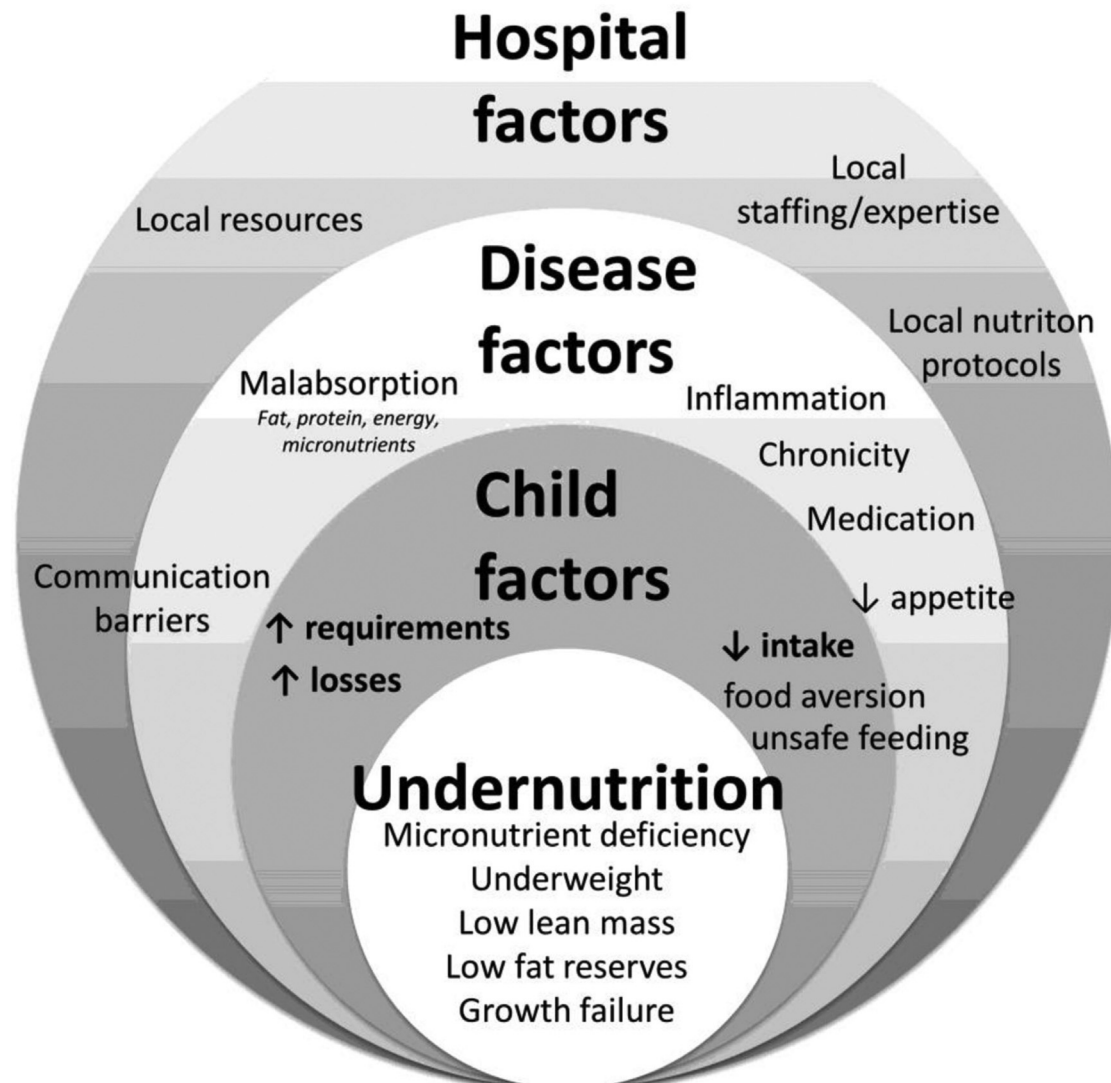 Hospital
factors
Local resources
Local
staffing/expertise
Local nutriton
protocols
Communication
barriers
Disease
factors
Malabsorption
Fat, protein, energy,
micronutrients
Inflammation
Chronicity
Medication
↓ appetite
Child
factors
↑ requirements
↑ losses
↓ intake
food aversion
unsafe feeding
Undernutrition
Micronutrient deficiency
Underweight
Low lean mass
Low fat reserves
Growth failure